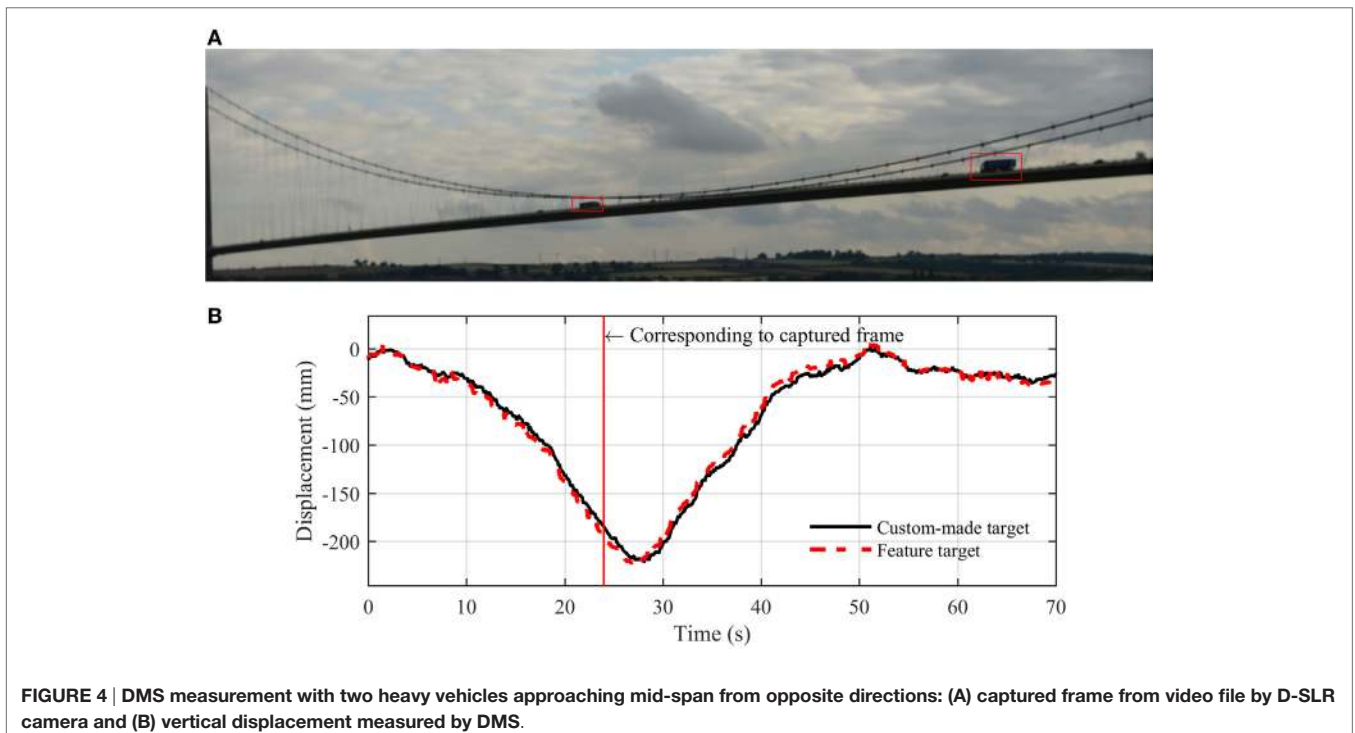 A
B
← Corresponding to captured frame
0
-50
-100
-150
-200
Displacement (mm)
Custom-made target
Feature target
0 10 20 30 40 50 60 70
Time (s)
FIGURE 4 | DMS measurement with two heavy vehicles approaching mid-span from opposite directions: (A) captured frame from video file by D-SLR
camera and (B) vertical displacement measured by DMS.